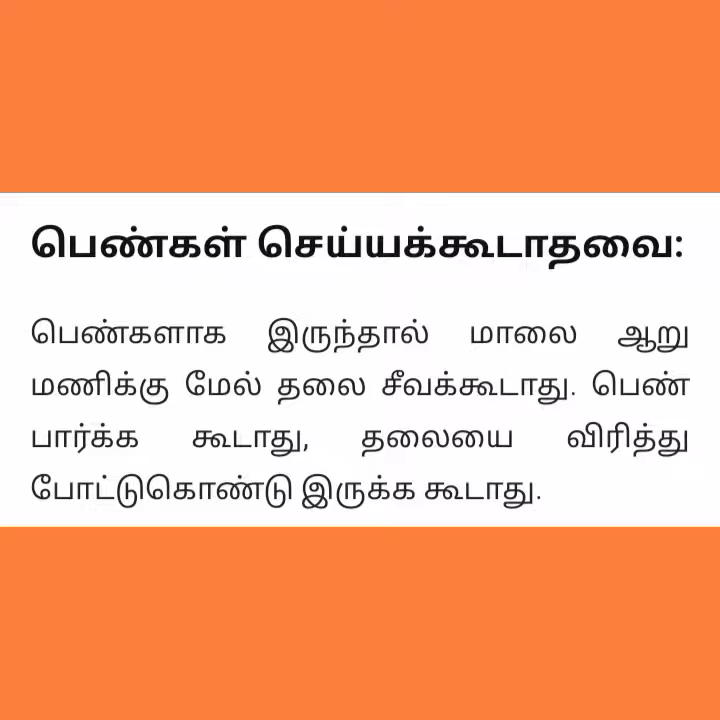 பெண்கள் செய்யக்கூடாதவை:
பெண்களாக இருந்தால் மாலை ஆறு
மணிக்கு மேல் தலை சீவக்கூடாது. பெண்
பார்க்க கூடாது, தலையை விரித்து
போட்டுகொண்டு இருக்க கூடாது.